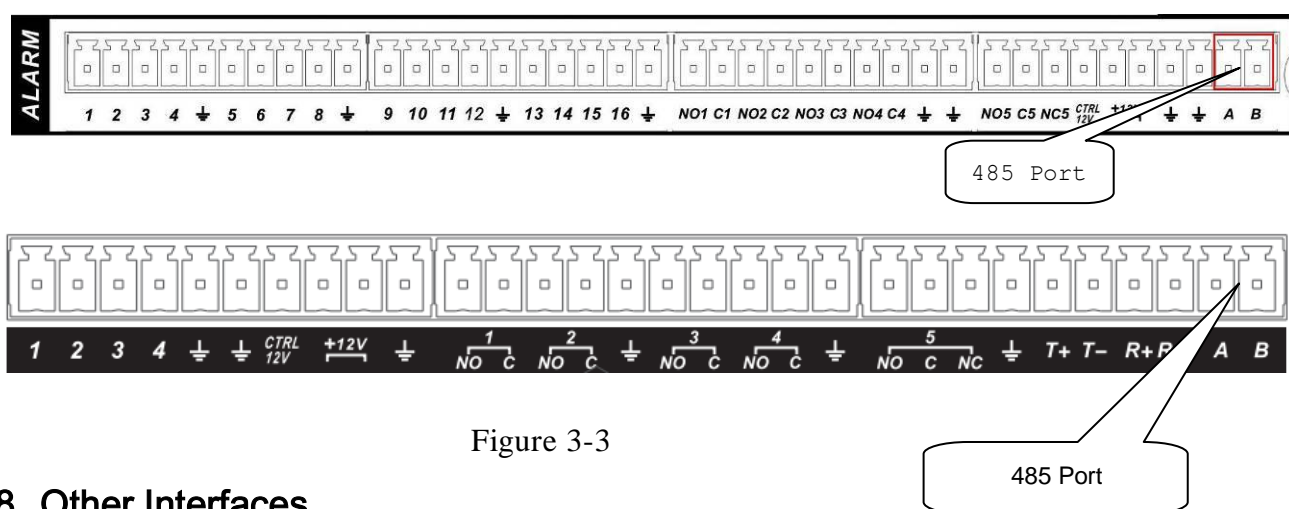 ALARM
1 2 3 4 ⏚ 5 6 7 8 ⏚ 9 10 11 12 ⏚ 13 14 15 16 ⏚ NO1 C1 NO2 C2 NO3 C3 NO4 C4 ⏚ ⏚ NO5 C5 NC5 CTRL 12V ⏚ ⏚ A B
485 Port
1 2 3 4 ⏚ ⏚ CTRL 12V +12V ⏚ 1 NO C 2 NO C ⏚ 3 NO C 4 NO C ⏚ 5 NO C NC ⏚ T+ T− R+ A B
Figure 3-3
485 Port
8 Other Interfaces